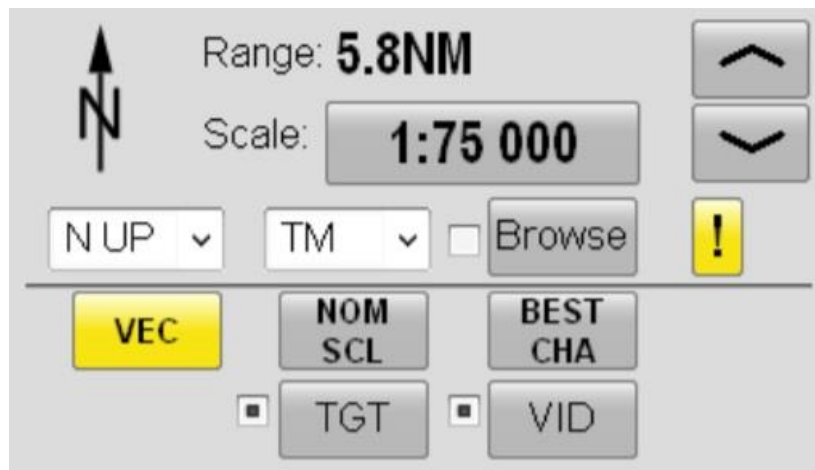 N
Range: 5.8NM
Scale: 1:75 000
N UP TM Browse !
VEC NOM SCL BEST CHA
TGT VID